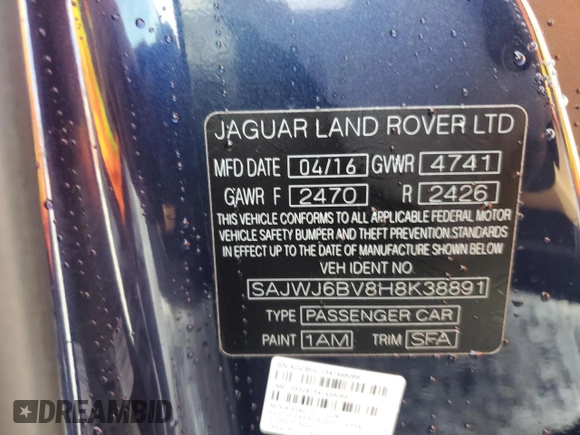 JAGUAR LAND ROVER LTD
MFD DATE 04/16 GVWR 4741
GAWR F 2470 R 2426
THIS VEHICLE CONFORMS TO ALL APPLICABLE FEDERAL MOTOR
VEHICLE SAFETY BUMPER AND THEFT PREVENTION STANDARDS
IN EFFECT UP TO THE DATE OF MANUFACTURE SHOWN BELOW
VEH IDENT NO
SAJWJ6BV8H8K38891
TYPE PASSENGER CAR
PAINT 1AM TRIM SFA
AUTOBIDMASTER